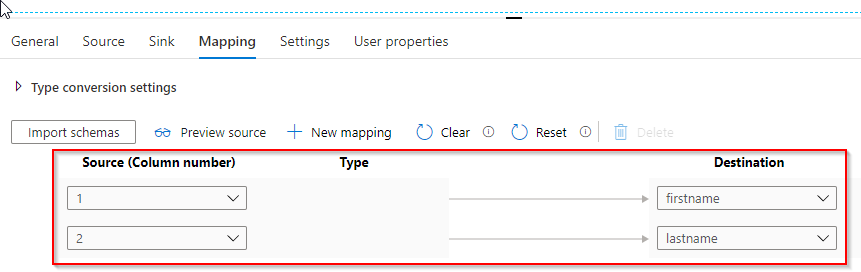 General Source Sink Mapping Settings User properties
Type conversion settings
Import schemas Preview source New mapping Clear Reset Delete
Source (Column number) Type Destination
1 firstname
2 lastname